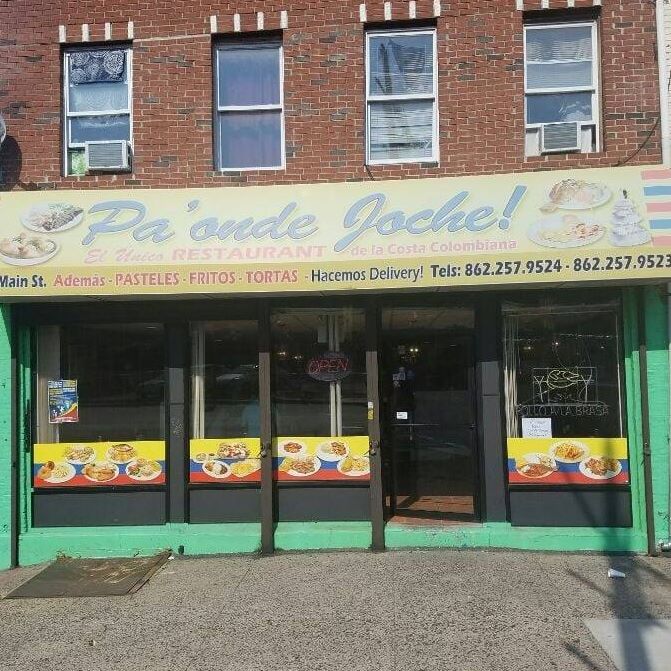 Pa'onde Joche!
El Unico RESTAURANT de la Costa Colombiana
Main St. Además - PASTELES - FRITOS - TORTAS - Hacemos Delivery! Tels: 862.257.9524 - 862.257.9523
OPEN
POLLO A LA BRASA